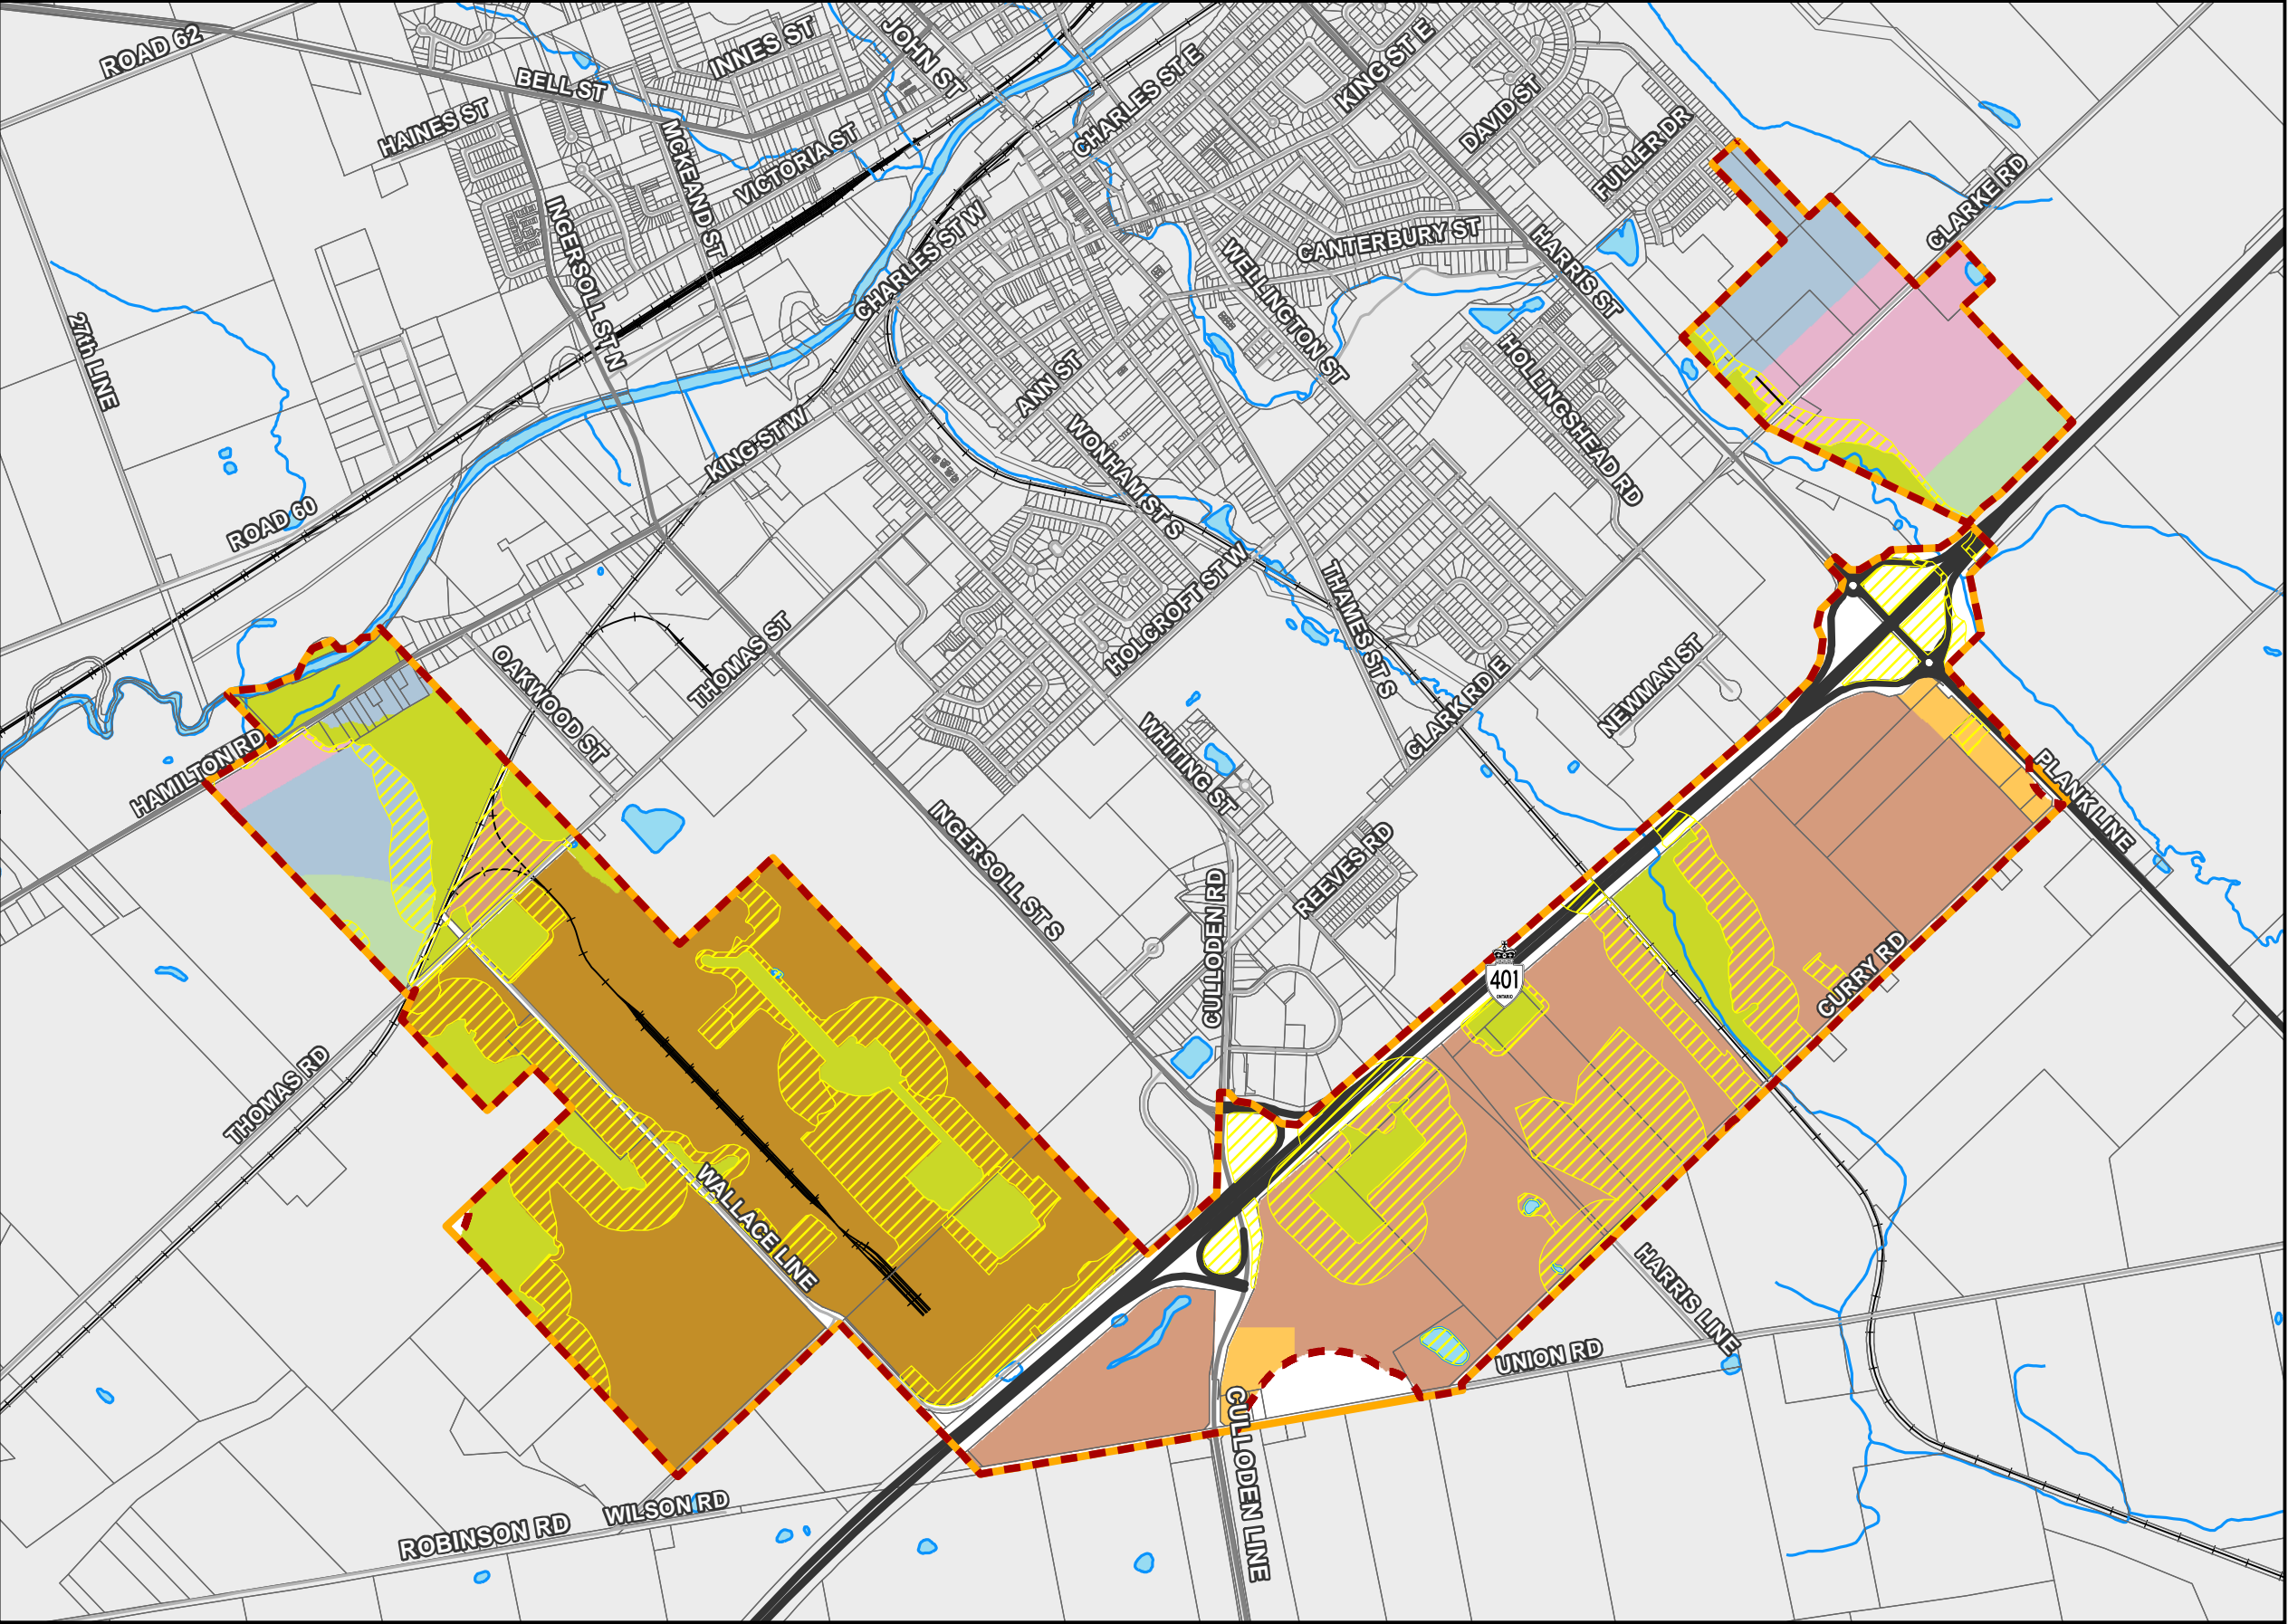 ROAD 62
INNES ST
JOHN ST
BELL ST
KING ST E
CHARLES ST E
HAINES ST
DAVID ST
FULLER DR
MCKEAND ST
VICTORIA ST
CLARKE RD
INGERSOLL ST N
CHARLES ST W
CANTERBURY ST
HARRIS ST
WELLINGTON ST
27th LINE
ANN ST
HOLLINGSHEAD RD
KING ST W
WONHAM ST S
ROAD 60
HOLCROFT ST W
THAMES ST S
OAKWOOD ST
THOMAS ST
NEWMAN ST
CLARK RD E
HAMILTON RD
WHITING ST
PLANK LINE
INGERSOLL ST S
REEVES RD
CULLODEN RD
401
ONTARIO
CURRY RD
THOMAS RD
WALLACE LINE
HARRIS LINE
UNION RD
CULLODEN LINE
WILSON RD
ROBINSON RD